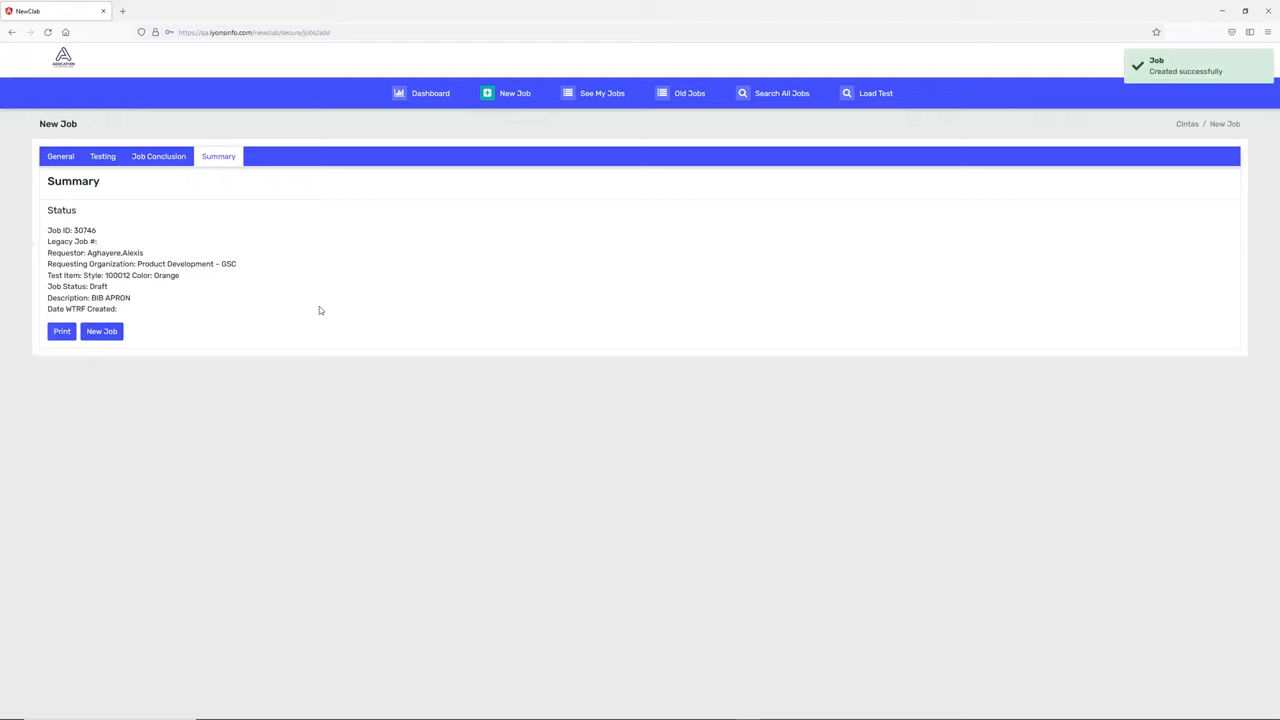 NewClab
https://qa.lyonsinfo.com/newclab/secure/jobs/add
ADUCATION
Job
Created successfully
Dashboard
New Job
See My Jobs
Old Jobs
Search All Jobs
Load Test
New Job
Cintas / New Job
General
Testing
Job Conclusion
Summary
Summary
Status
Job ID: 30746
Legacy Job #:
Requestor: Aghayere,Alexis
Requesting Organization: Product Development – GSC
Test Item: Style: 100012 Color: Orange
Job Status: Draft
Description: BIB APRON
Date WTRF Created:
Print
New Job